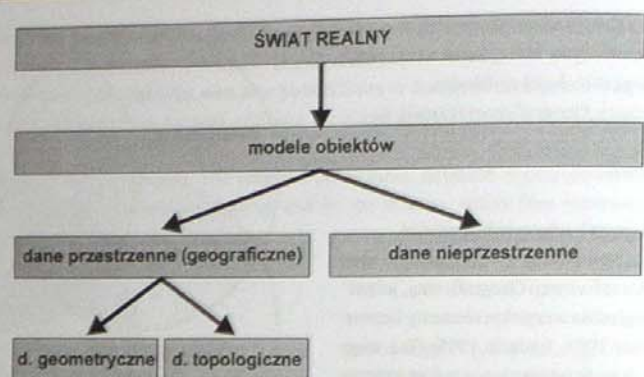 ŚWIAT REALNY
modele obiektów
dane przestrzenne (geograficzne)
dane nieprzestrzenne
d. geometryczne
d. topologiczne